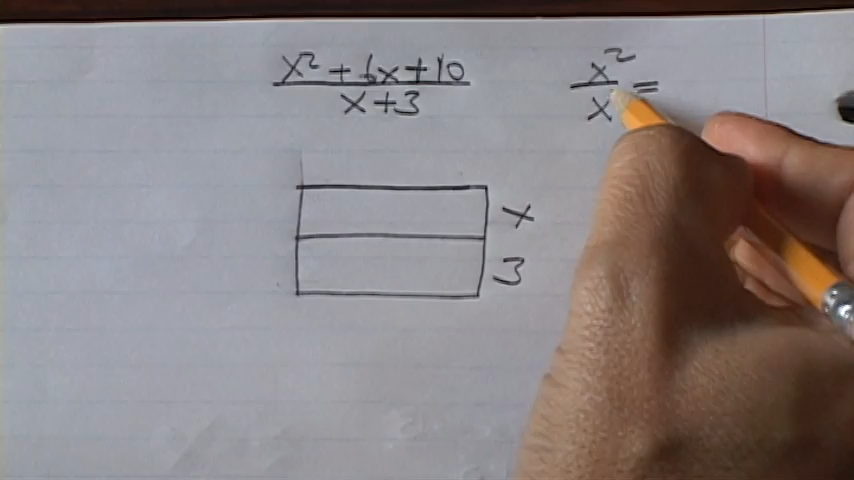 x² + 6x + 10
x + 3
x²
x =
x
3